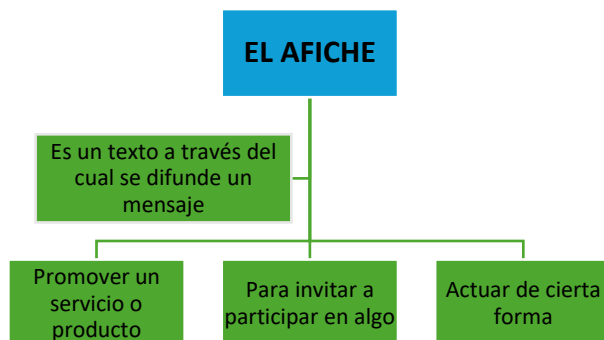 EL AFICHE
Es un texto a través del
cual se difunde un
mensaje
Promover un
servicio o
producto
Para invitar a
participar en algo
Actuar de cierta
forma